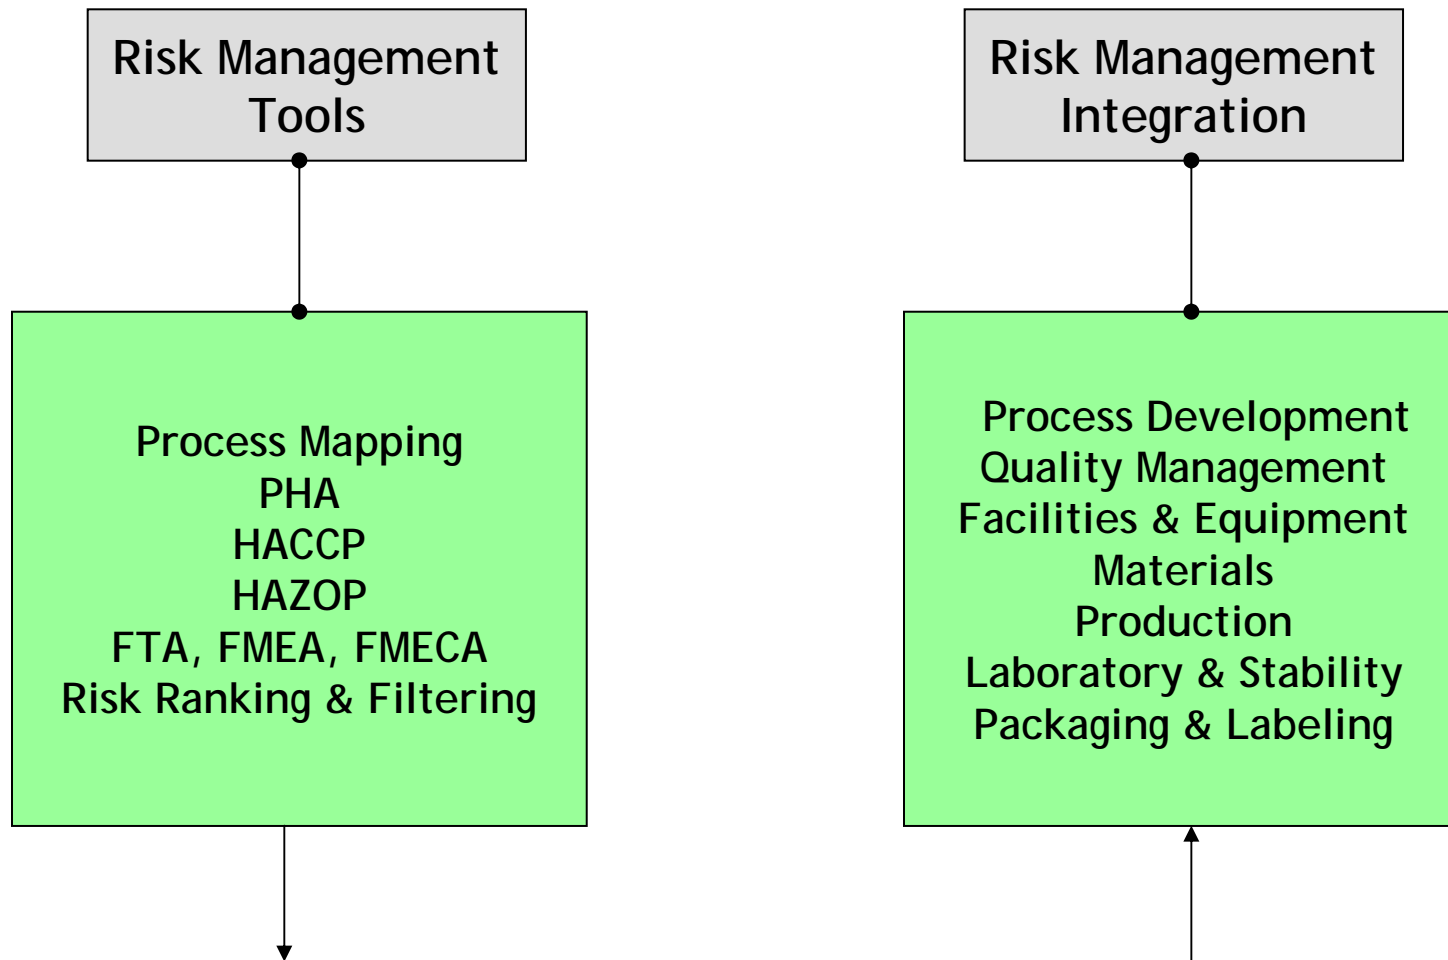 Risk Management
Tools
Risk Management
Integration
Process Mapping
PHA
HACCP
HAZOP
FTA, FMEA, FMECA
Risk Ranking & Filtering
Process Development
Quality Management
Facilities & Equipment
Materials
Production
Laboratory & Stability
Packaging & Labeling